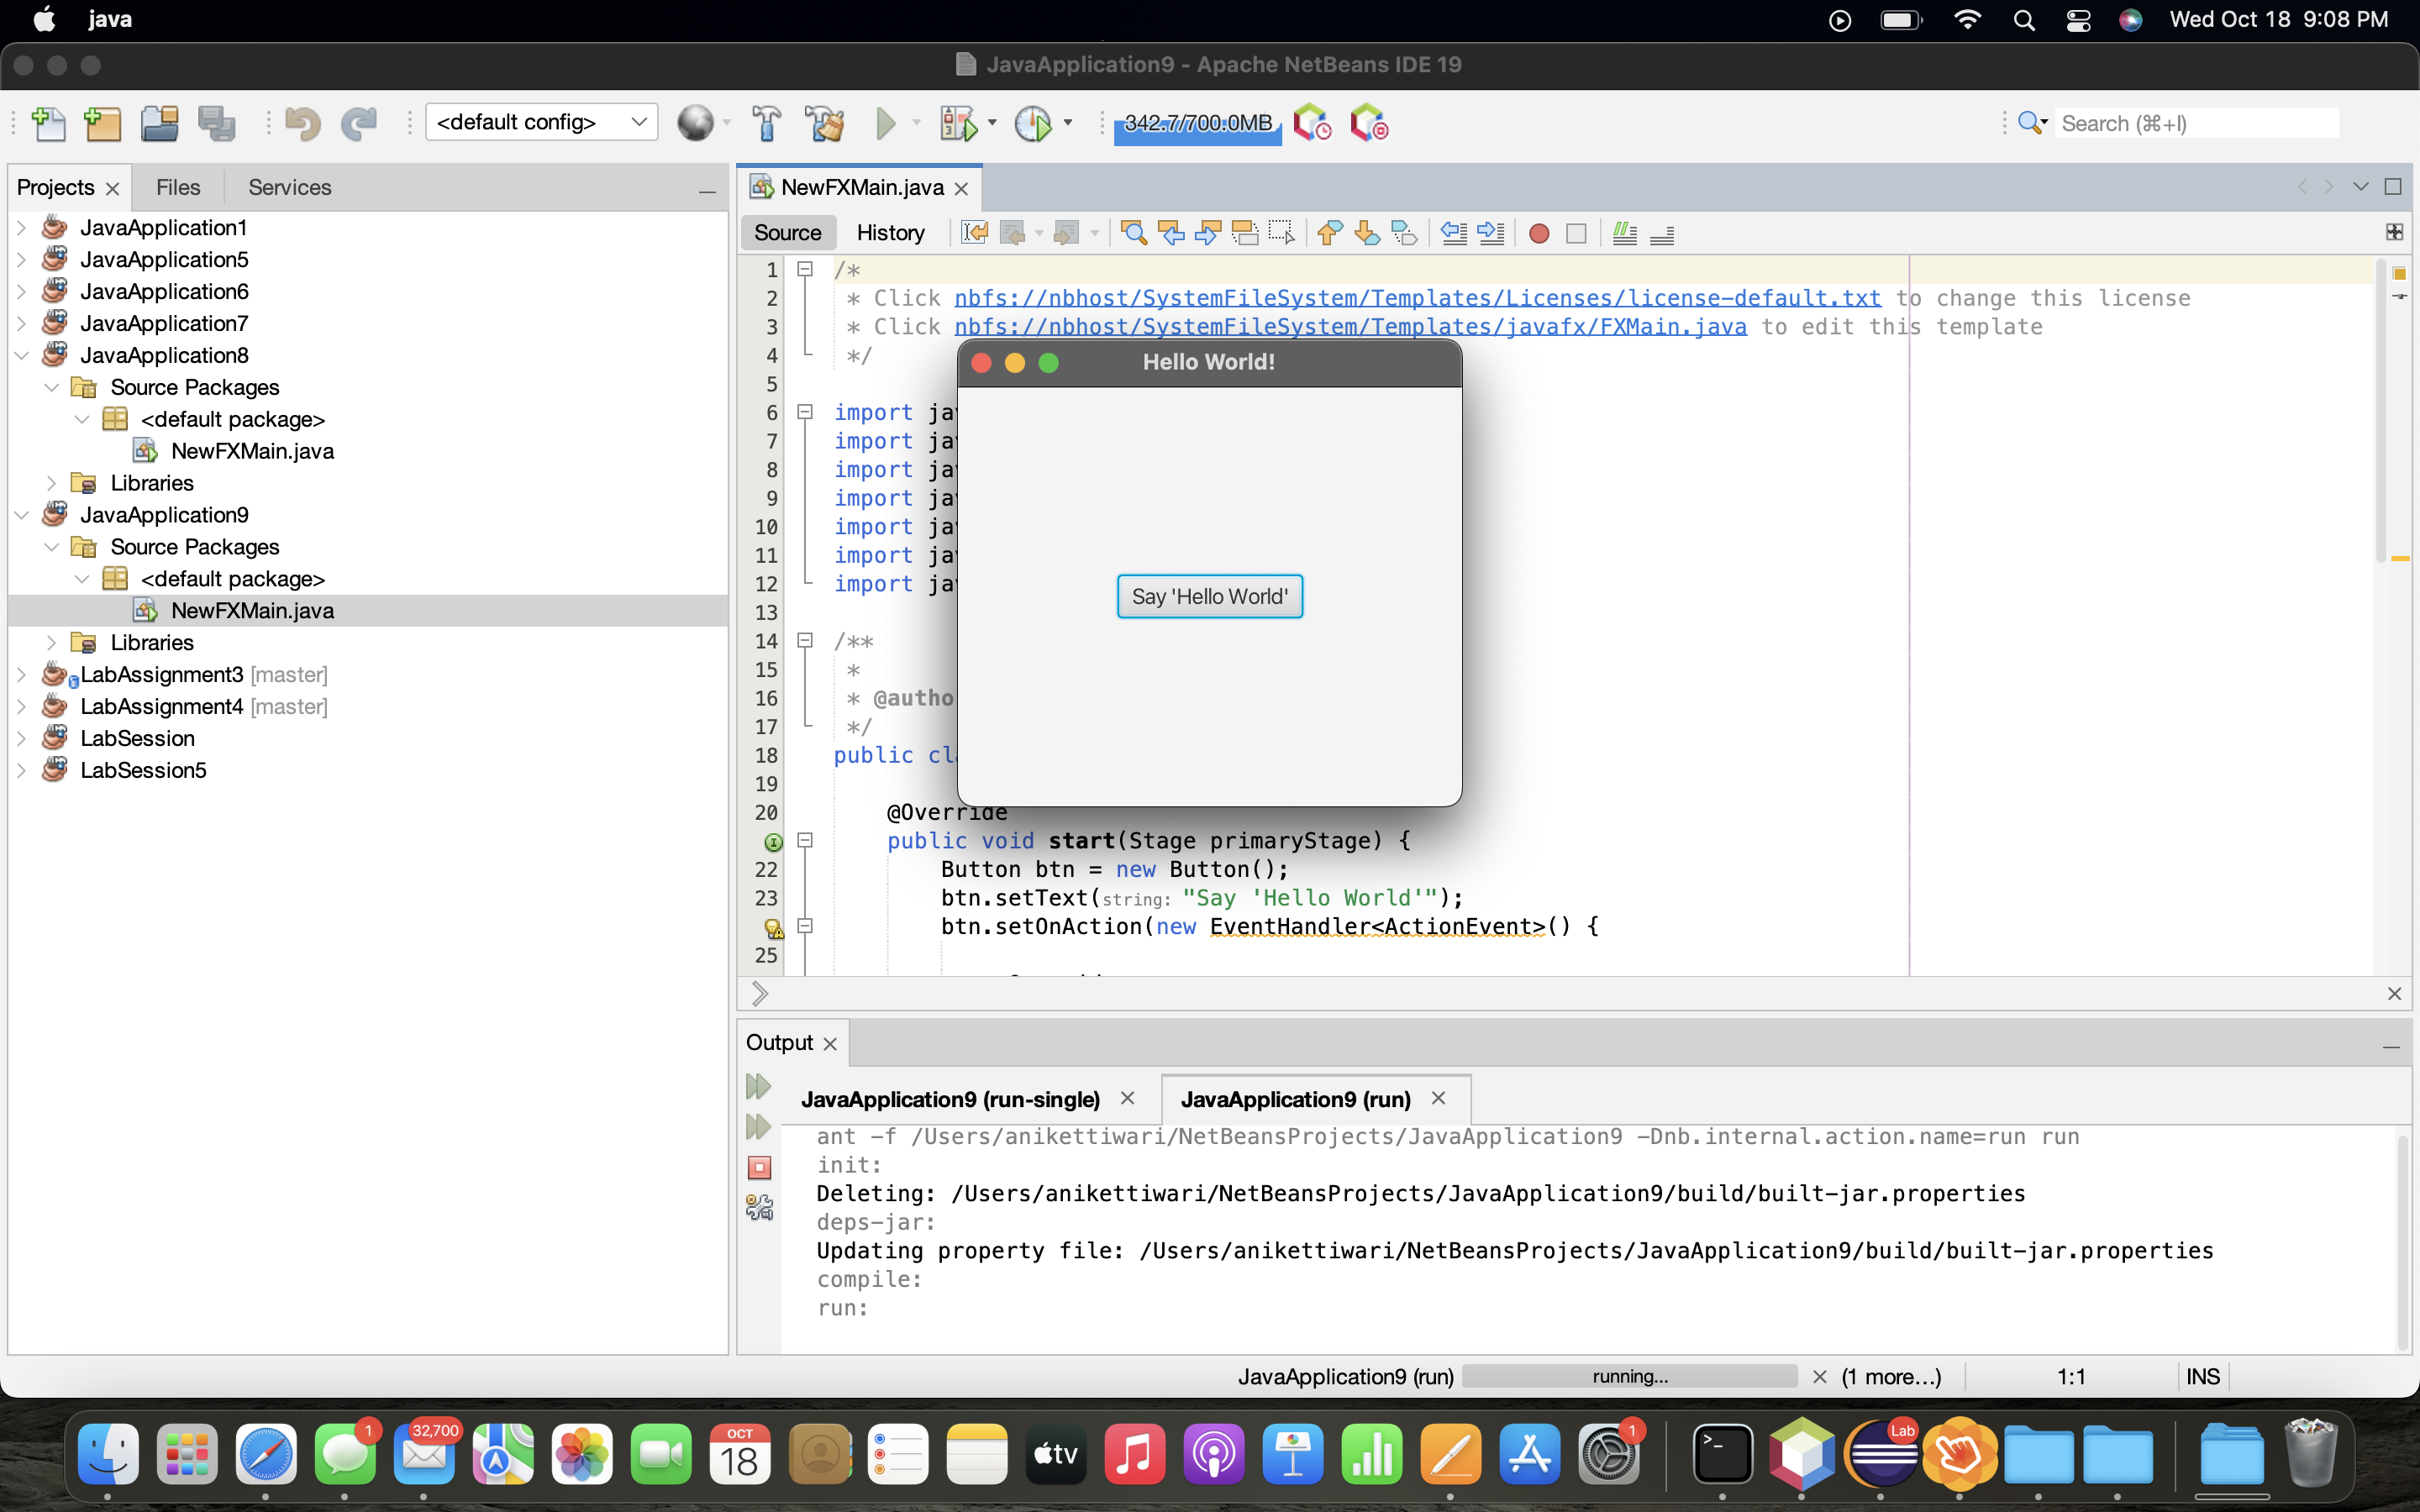 java
Wed Oct 18 9:08 PM
JavaApplication9 - Apache NetBeans IDE 19
<default config>
342.7/700.0MB
Search (⌘+I)
Projects
Files
Services
JavaApplication1
JavaApplication5
JavaApplication6
JavaApplication7
JavaApplication8
Source Packages
<default package>
NewFXMain.java
Libraries
JavaApplication9
Source Packages
<default package>
NewFXMain.java
Libraries
LabAssignment3 [master]
LabAssignment4 [master]
LabSession
LabSession5
NewFXMain.java
Source
History
1 /*
2 * Click nbfs://nbhost/SystemFileSystem/Templates/Licenses/license-default.txt to change this license
3 * Click nbfs://nbhost/SystemFileSystem/Templates/javafx/FXMain.java to edit this template
4 */
5
6 import
7 import
8 import
9 import
10 import
11 import
12 import
13
14 /**
15 *
16 * @autho
17 */
18 public
19
20 @Override
public void start(Stage primaryStage) {
22 Button btn = new Button();
23 btn.setText(string: "Say 'Hello World'");
btn.setOnAction(new EventHandler<ActionEvent>() {
25
Hello World!
Say 'Hello World'
Output
JavaApplication9 (run-single)
JavaApplication9 (run)
ant -f /Users/anikettiwari/NetBeansProjects/JavaApplication9 -Dnb.internal.action.name=run run
init:
Deleting: /Users/anikettiwari/NetBeansProjects/JavaApplication9/build/built-jar.properties
deps-jar:
Updating property file: /Users/anikettiwari/NetBeansProjects/JavaApplication9/build/built-jar.properties
compile:
run:
JavaApplication9 (run)
running...
(1 more...)
1:1
INS
1
32,700
OCT
18
tv
1
>_
Lab